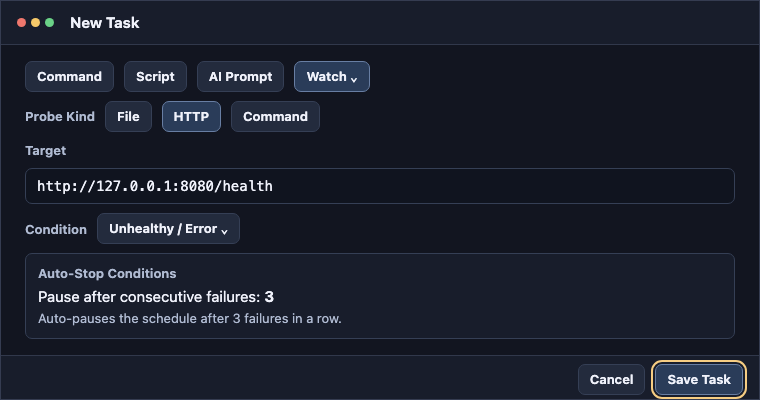 New Task
Command Script AI Prompt Watch
Probe Kind File HTTP Command
Target
http://127.0.0.1:8080/health
Condition Unhealthy / Error
Auto-Stop Conditions
Pause after consecutive failures: 3
Auto-pauses the schedule after 3 failures in a row.
Cancel Save Task